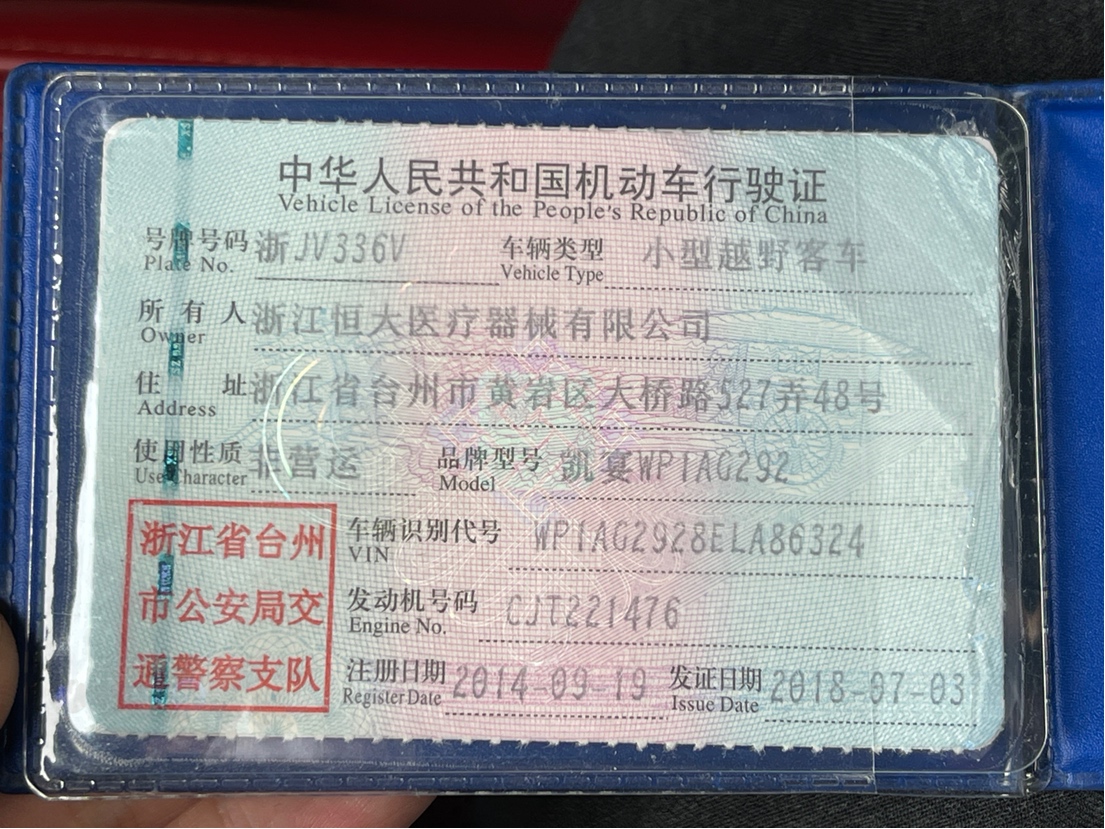 中华人民共和国机动车行驶证
Vehicle License of the People's Republic of China
号牌号码 浙JV336V 车辆类型 小型越野客车
Plate No. Vehicle Type
所有人 浙江恒大医疗器械有限公司
Owner
住址 浙江省台州市黄岩区大桥路527弄48号
Address
使用性质 非营运 品牌型号 凯宴WP1AG292
Use Character Model
浙江省台州
市公安局交
通警察支队
车辆识别代号 WP1AG2928ELA86324
VIN
发动机号码 CJT221476
Engine No.
注册日期 2014-09-19 发证日期 2018-07-03
Register Date Issue Date